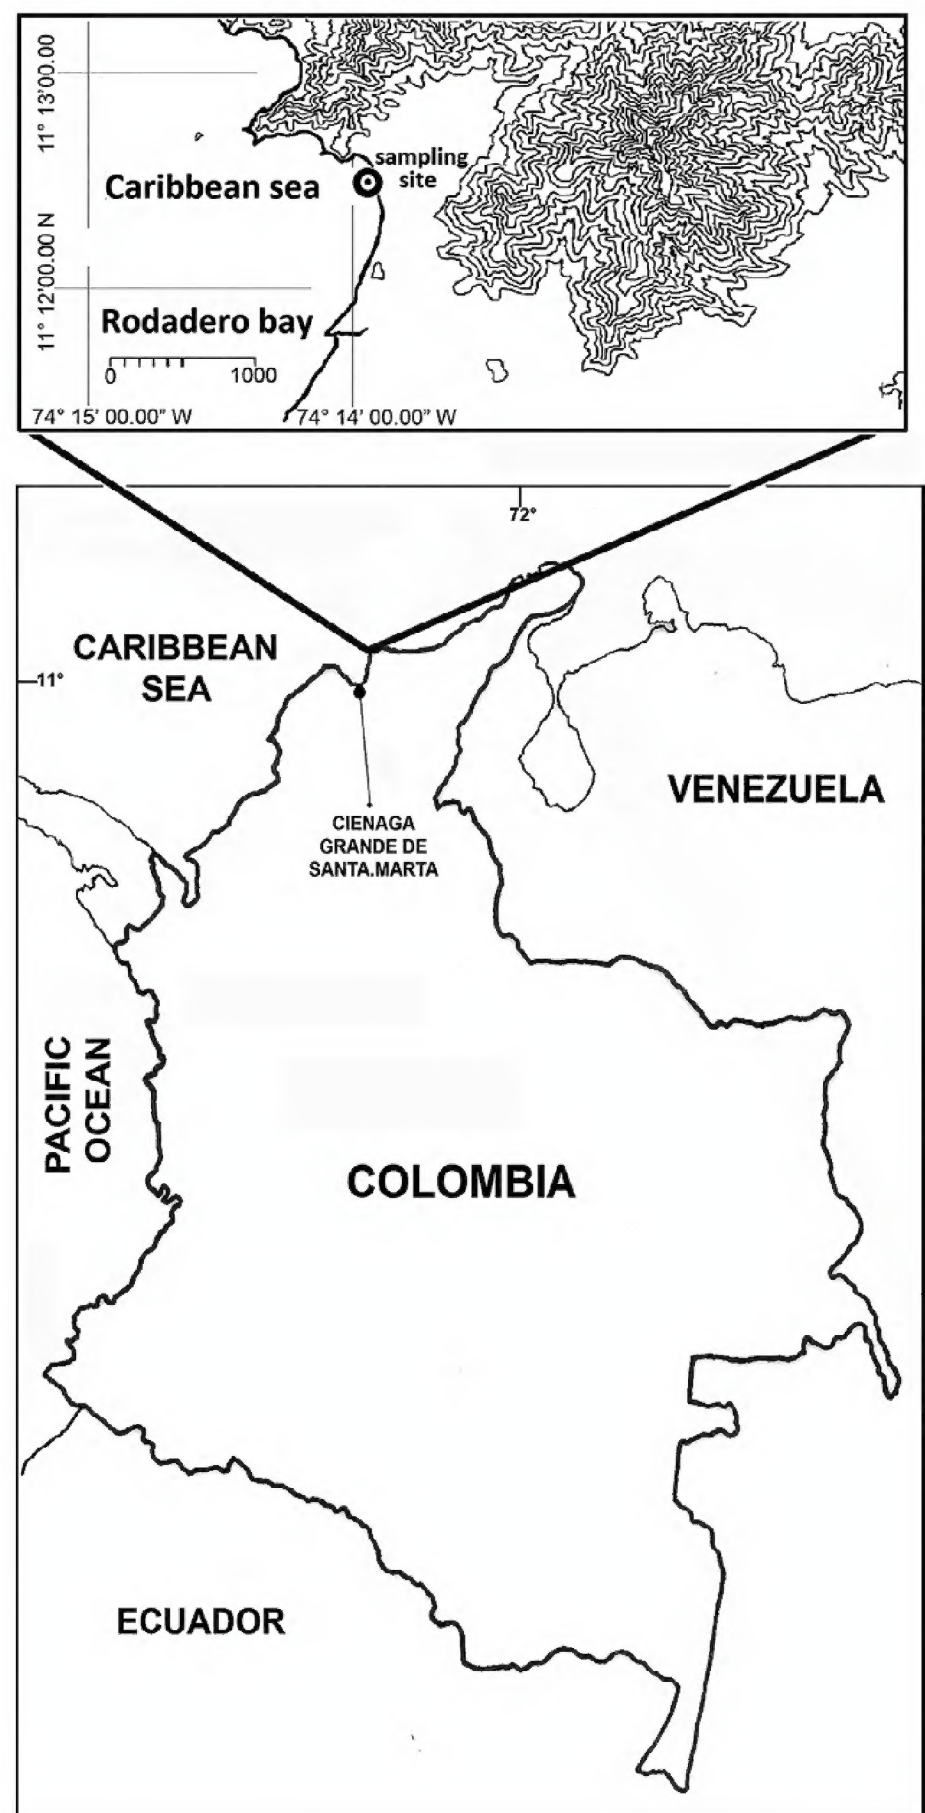 11° 13'00.00
sampling
site
Caribbean sea
11° 12'00.00 N
Rodadero bay
0 1000
74° 15' 00.00" W 74° 14' 00.00" W
72°
CARIBBEAN
SEA
11°
VENEZUELA
CIENAGA
GRANDE DE
SANTA.MARTA
PACIFIC
OCEAN
COLOMBIA
ECUADOR